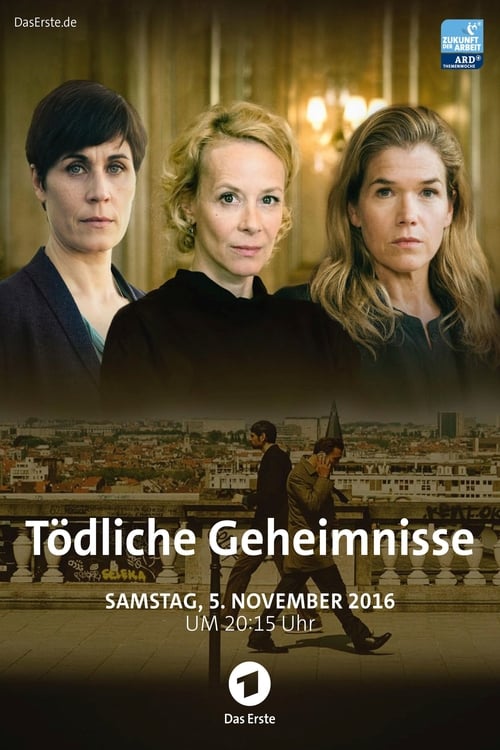 DasErste.de
ZUKUNFT
DER ARBEIT
ARD
THEMENWOCHE
Tödliche Geheimnisse
SAMSTAG, 5. NOVEMBER 2016
UM 20:15 Uhr
1
Das Erste